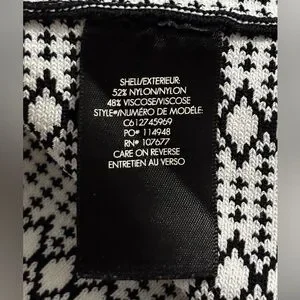 SHELL/EXTERIEUR:
52% NYLON/NYLON
48% VISCOSE/VISCOSE
STYLE#/NUMÉRO DE MODÈLE:
C612745969
PO# 114948
RN# 107677
CARE ON REVERSE
ENTRETIEN AU VERSO